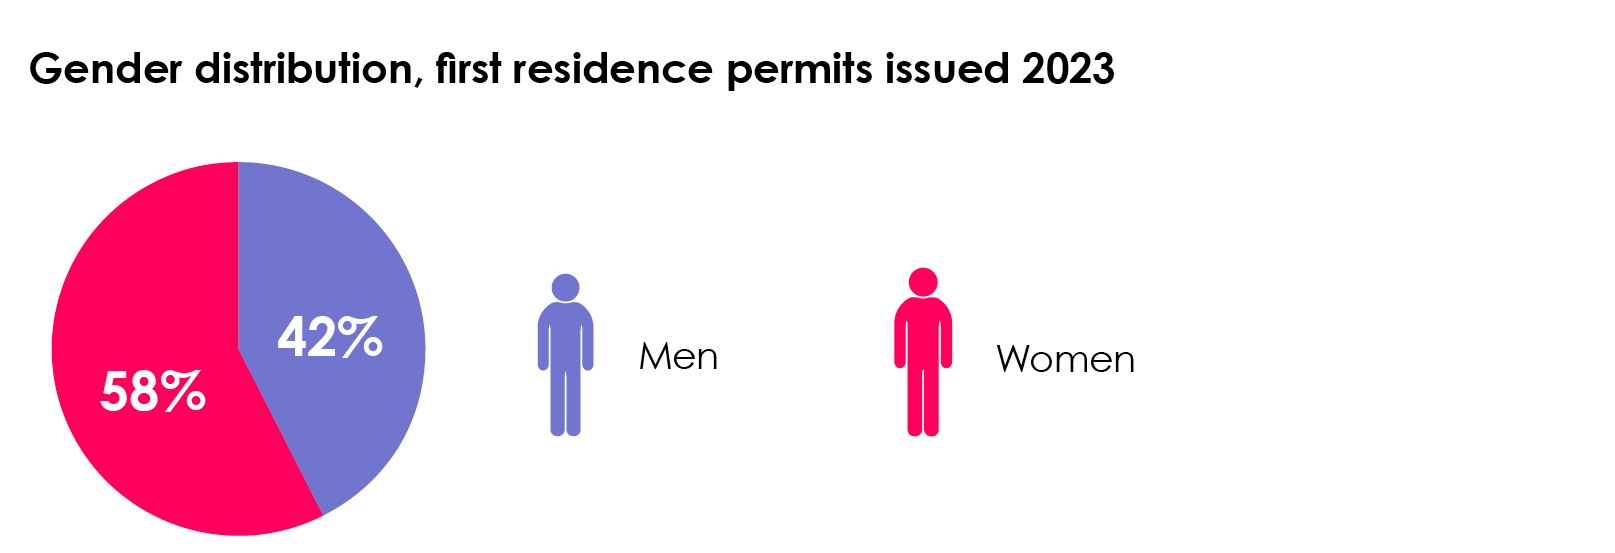 Gender distribution, first residence permits issued 2023
42%
58%
Men
Women